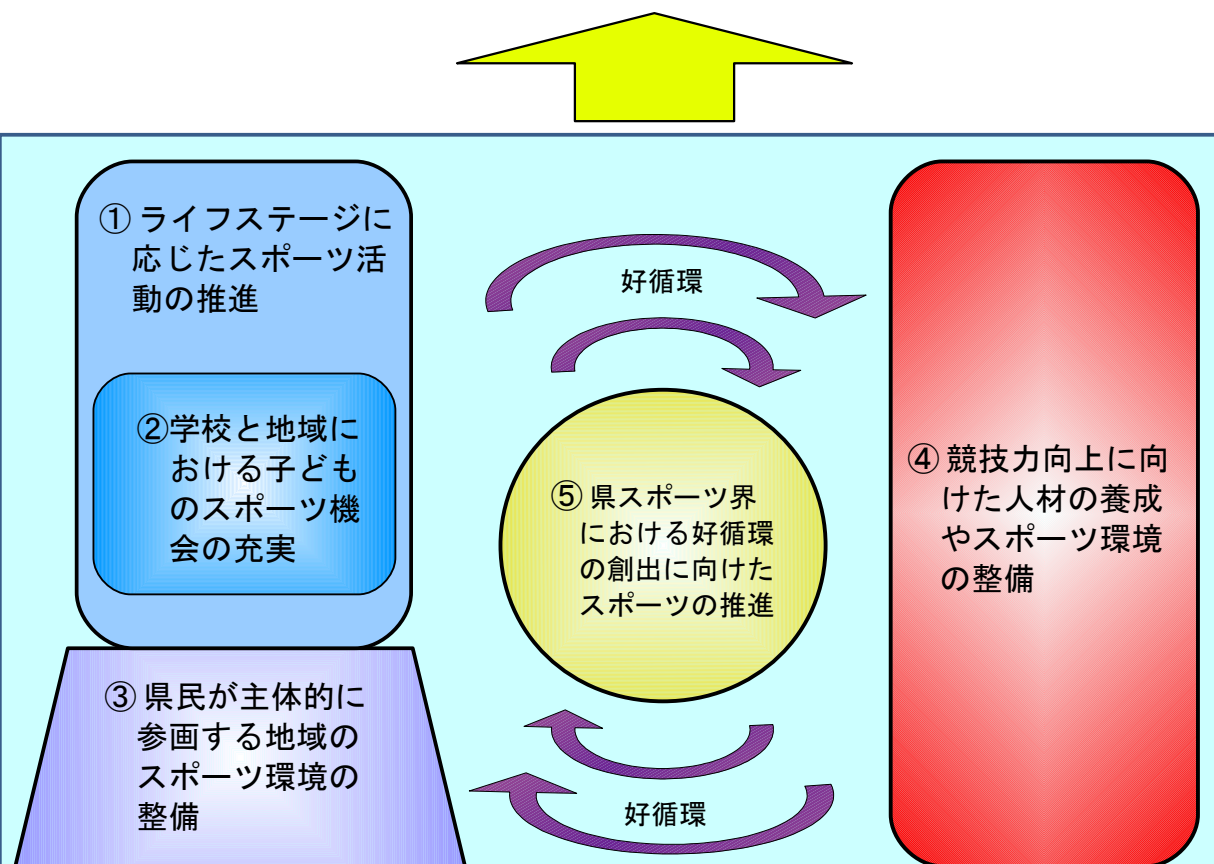 ① ライフステージに
応じたスポーツ活
動の推進
②学校と地域に
おける子ども
のスポーツ機
会の充実
③ 県民が主体的に
参画する地域の
スポーツ環境の
整備
好循環
⑤ 県スポーツ界
における好循環
の創出に向けた
スポーツの推進
好循環
④ 競技力向上に向
けた人材の養成
やスポーツ環境
の整備